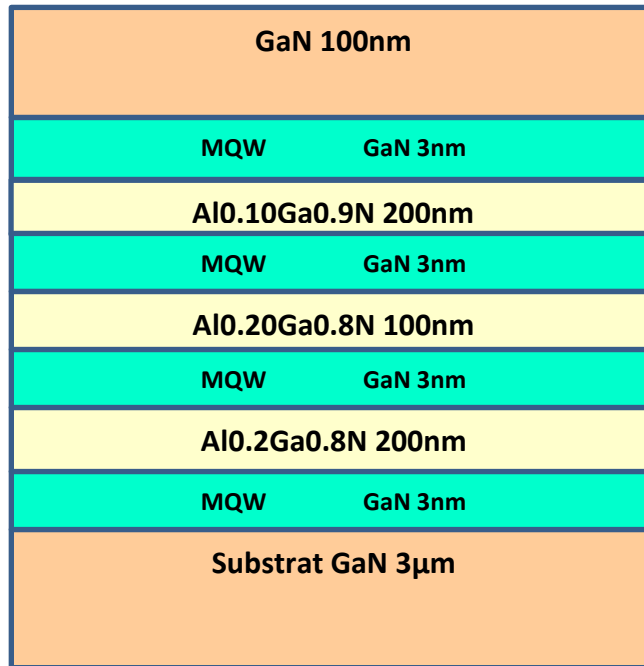 GaN 100nm
MQW GaN 3nm
Al0.10Ga0.9N 200nm
MQW GaN 3nm
Al0.20Ga0.8N 100nm
MQW GaN 3nm
Al0.2Ga0.8N 200nm
MQW GaN 3nm
Substrat GaN 3µm